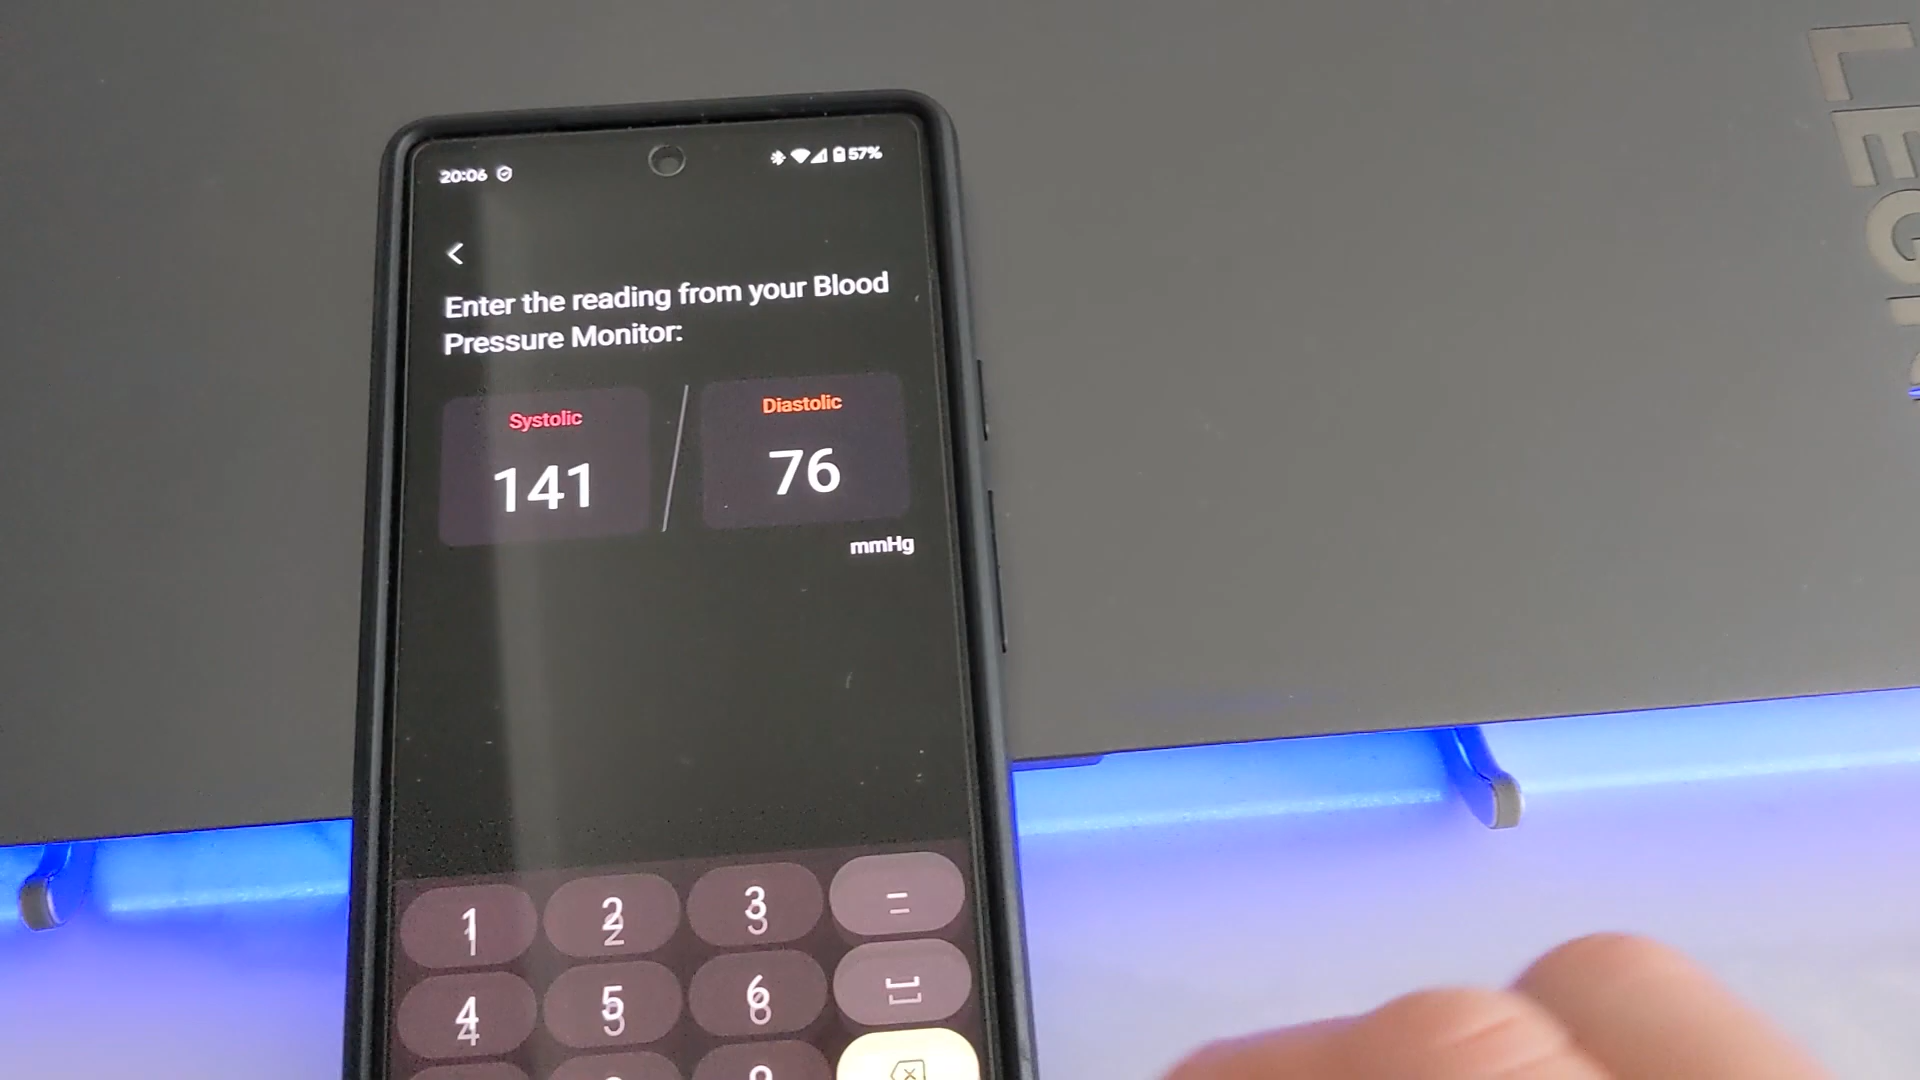 20:06
57%
Enter the reading from your Blood
Pressure Monitor:
Systolic
Diastolic
141
76
mmHg
1 2 3 =
4 5 6